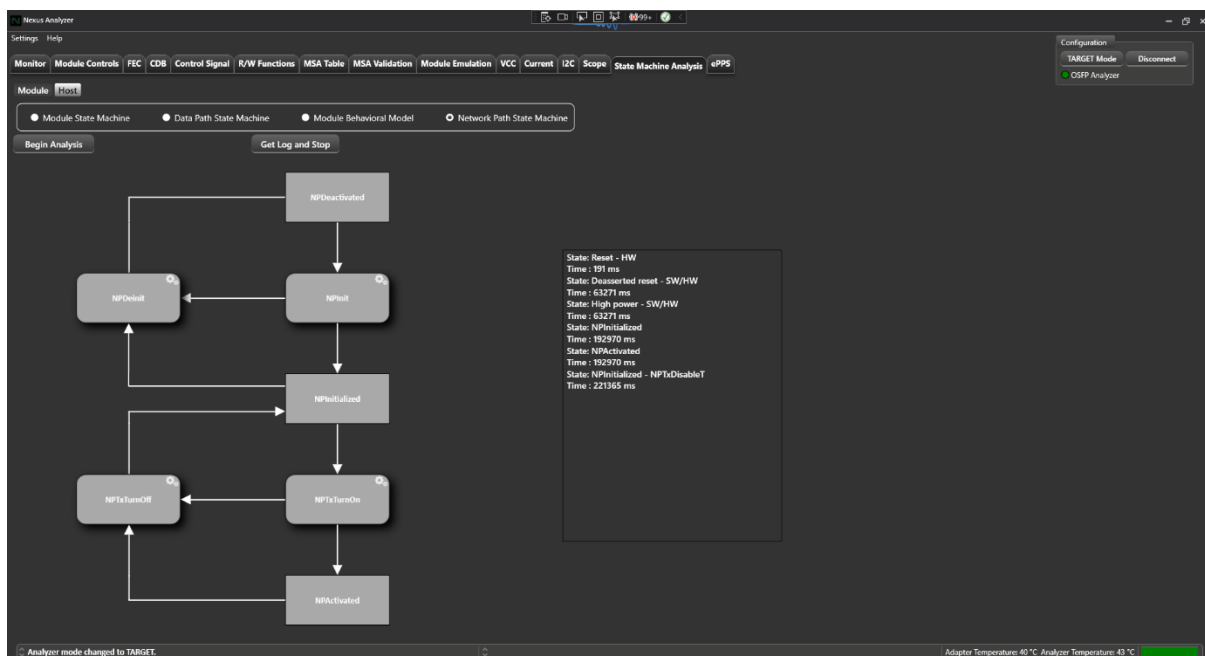 Nexus Analyzer
99+
Settings Help
Configuration
Monitor Module Controls FEC CDB Control Signal R/W Functions MSA Table MSA Validation Module Emulation VCC Current I2C Scope State Machine Analysis ePPS
TARGET Mode Disconnect
OSFP Analyzer
Module Host
Module State Machine Data Path State Machine Module Behavioral Model Network Path State Machine
Begin Analysis Get Log and Stop
NPDeactivated
NPDeinit NPInit
NPInitialized
NPTxTurnOff NPTxTurnOn
NPActivated
State: Reset - HW
Time : 191 ms
State: Deasserted reset - SW/HW
Time : 63271 ms
State: High power - SW/HW
Time : 63271 ms
State: NPInitialized
Time : 192970 ms
State: NPActivated
Time : 192970 ms
State: NPInitialized - NPTxDisableT
Time : 221365 ms
Analyzer mode changed to TARGET.
Adapter Temperature: 40 °C Analyzer Temperature: 43 °C